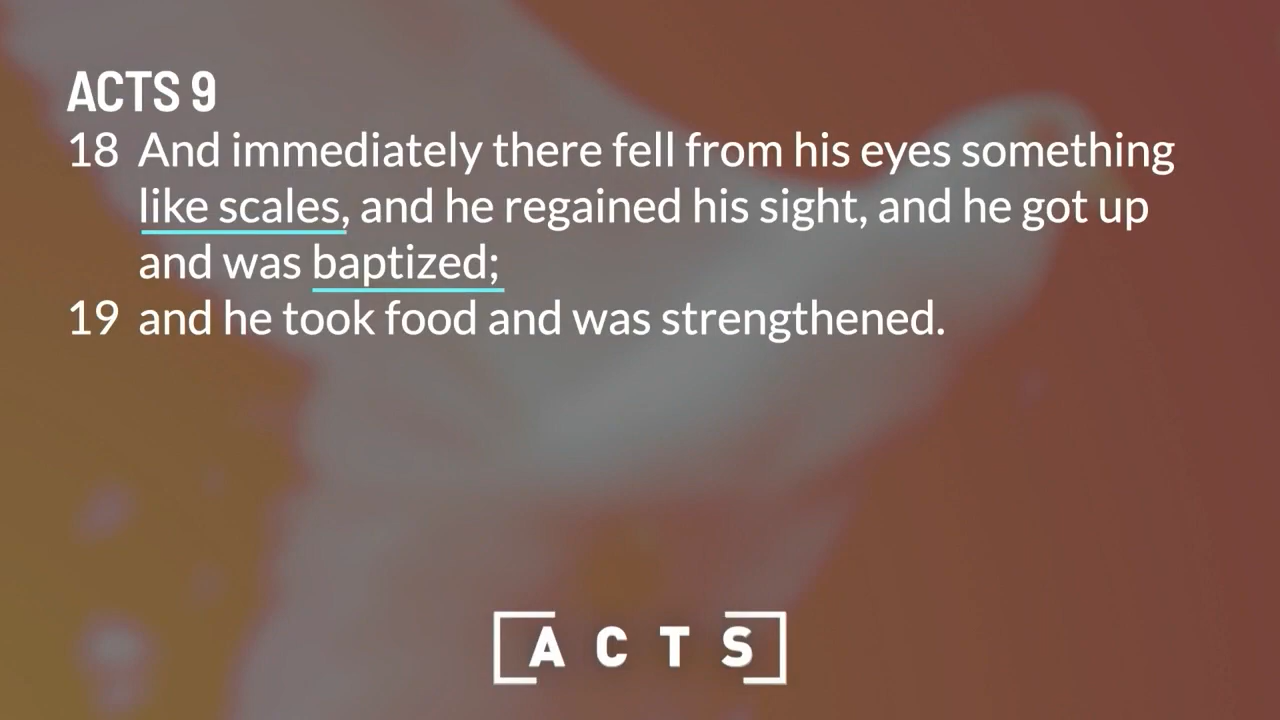 ACTS 9
18 And immediately there fell from his eyes something
like scales, and he regained his sight, and he got up
and was baptized;
19 and he took food and was strengthened.
ACTS